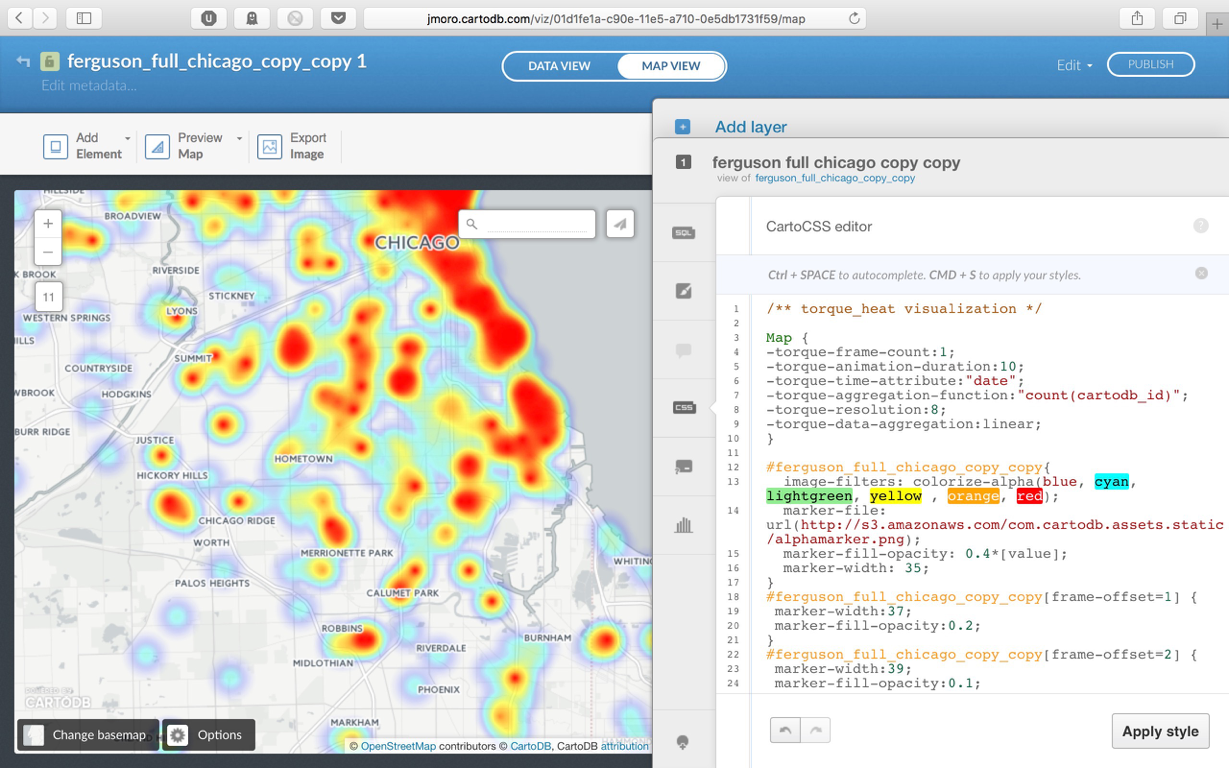 jmoro.cartodb.com/viz/01d1fe1a-c90e-11e5-a710-0e5db1731f59/map
ferguson_full_chicago_copy_copy 1
Edit metadata...
DATA VIEW
MAP VIEW
Edit
PUBLISH
Add Element
Preview Map
Export Image
Add layer
1
ferguson full chicago copy copy
view of ferguson_full_chicago_copy_copy
SQL
CSS
CartoCSS editor
?
Ctrl + SPACE to autocomplete. CMD + S to apply your styles.
1 /** torque_heat visualization */
2
3 Map {
4 -torque-frame-count:1;
5 -torque-animation-duration:10;
6 -torque-time-attribute:"date";
7 -torque-aggregation-function:"count(cartodb_id)";
8 -torque-resolution:8;
9 -torque-data-aggregation:linear;
10 }
11
12 #ferguson_full_chicago_copy_copy{
13 image-filters: colorize-alpha(blue, cyan,
lightgreen, yellow , orange, red);
14 marker-file:
url(http://s3.amazonaws.com/com.cartodb.assets.static
/alphamarker.png);
15 marker-fill-opacity: 0.4*[value];
16 marker-width: 35;
17 }
18 #ferguson_full_chicago_copy_copy[frame-offset=1] {
19 marker-width:37;
20 marker-fill-opacity:0.2;
21 }
22 #ferguson_full_chicago_copy_copy[frame-offset=2] {
23 marker-width:39;
24 marker-fill-opacity:0.1;
Apply style
+
−
11
HILLSIDE
BROADVIEW
CHICAGO
K BROOK
RIVERSIDE
STICKNEY
LYONS
WESTERN SPRINGS
ILLS
SUMMIT
COUNTRYSIDE
WBROOK
HODGKINS
BURR RIDGE
JUSTICE
HOMETOWN
HICKORY HILLS
CHICAGO RIDGE
WORTH
MERRIONETTE PARK
WHITING
PALOS HEIGHTS
CALUMET PARK
ROBBINS
BURNHAM
RIVERDALE
MIDLOTHIAN
PHOENIX
MARKHAM
POWERED BY
CARTODB
Change basemap
Options
© OpenStreetMap contributors © CartoDB, CartoDB attribution